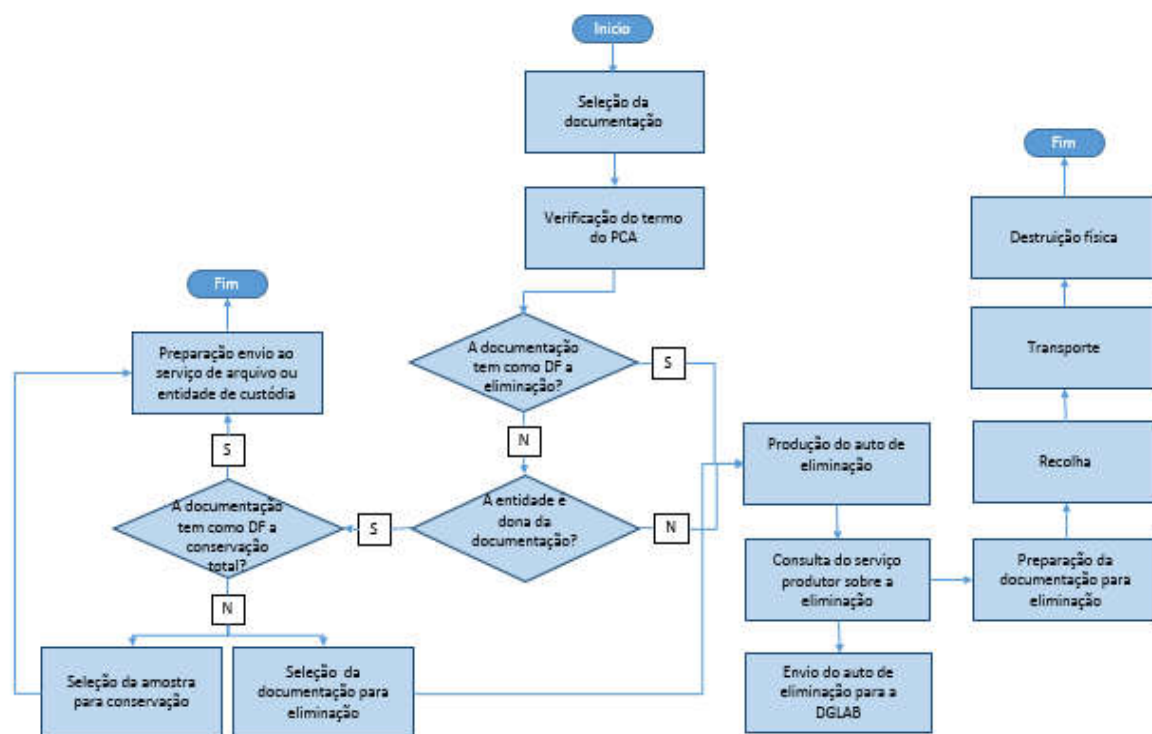 Inicio
Seleção da
documentação
Verificação do termo
do PCA
A documentação
tem como DF a
eliminação?
S
N
A entidade e
dona da
documentação?
S
N
A documentação
tem como DF a
conservação
total?
S
N
Preparação envio ao
serviço de arquivo ou
entidade de custódia
Fim
Seleção da amostra
para conservação
Seleção da
documentação para
eliminação
Produção do auto de
eliminação
Consulta do serviço
produtor sobre a
eliminação
Envio do auto de
eliminação para a
DGLAB
Preparação da
documentação para
eliminação
Recolha
Transporte
Destruição física
Fim